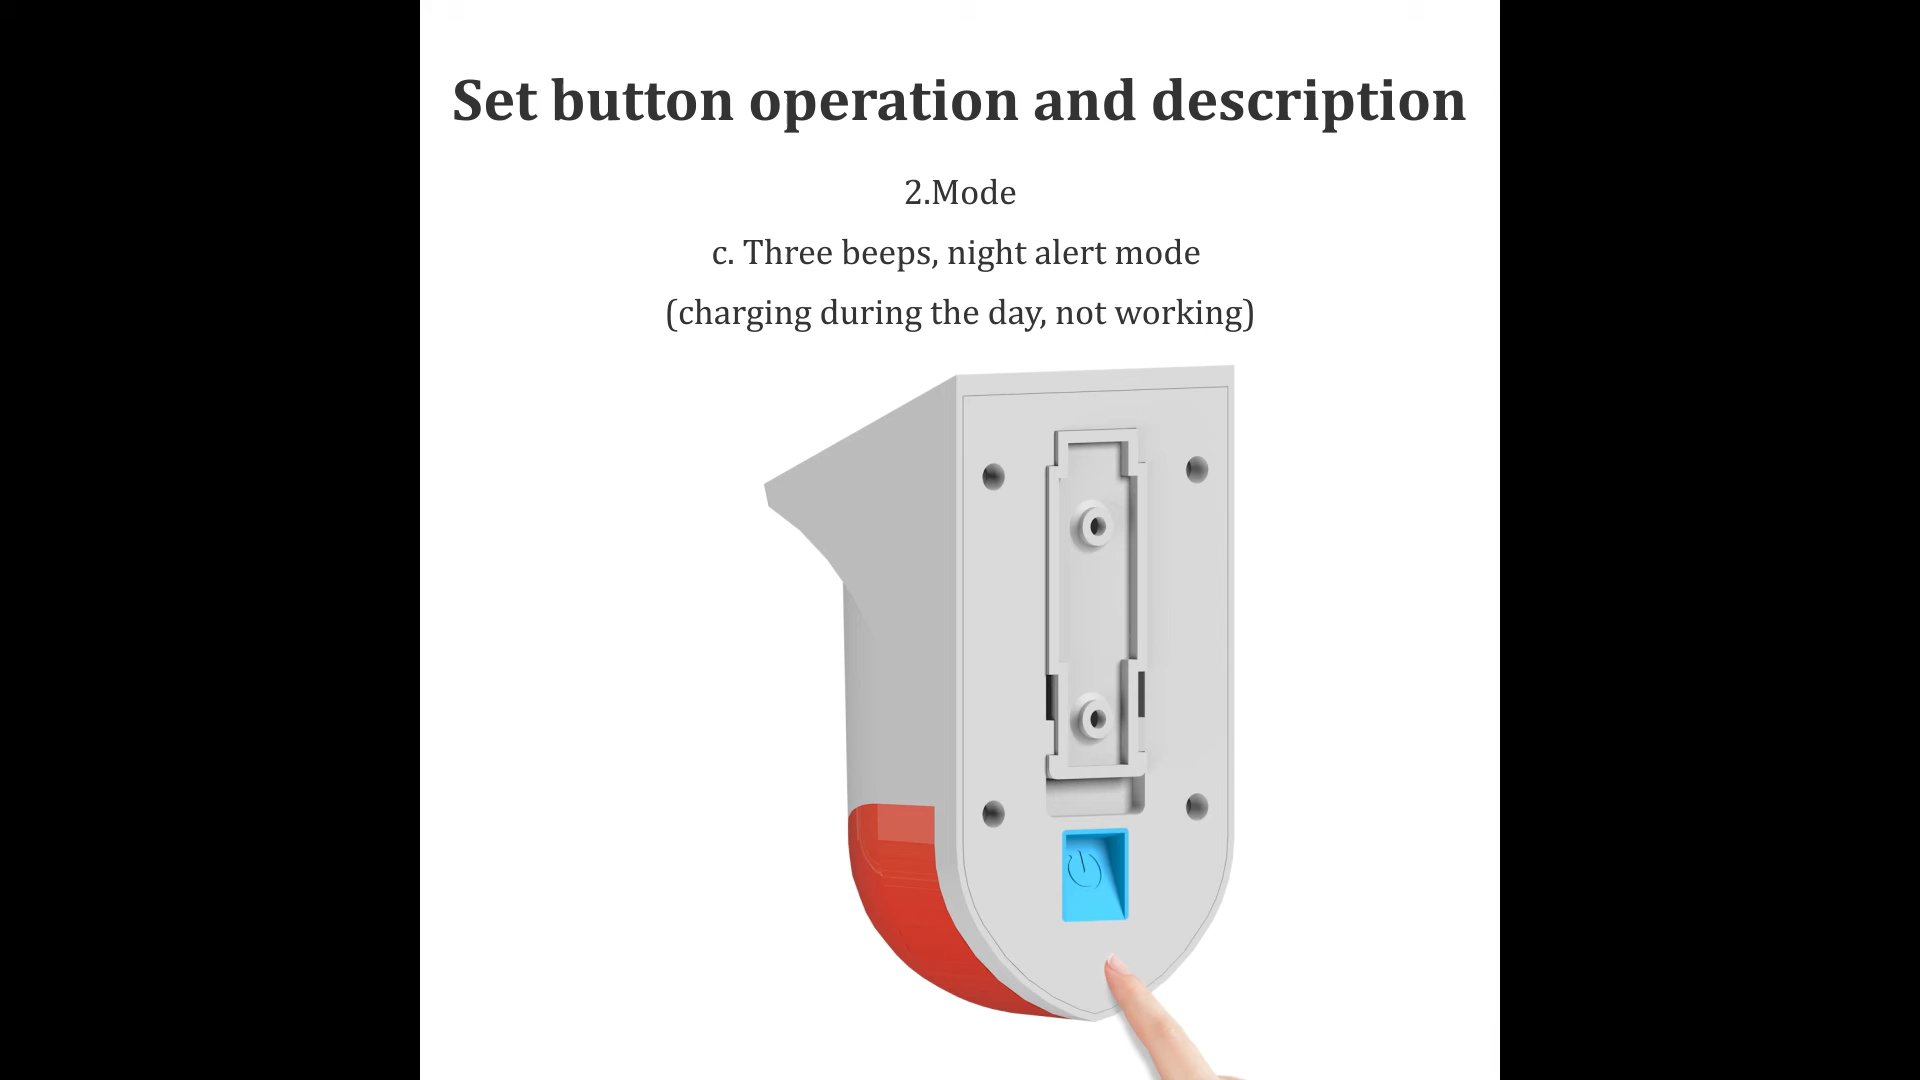 Set button operation and description
2.Mode
c. Three beeps, night alert mode
(charging during the day, not working)